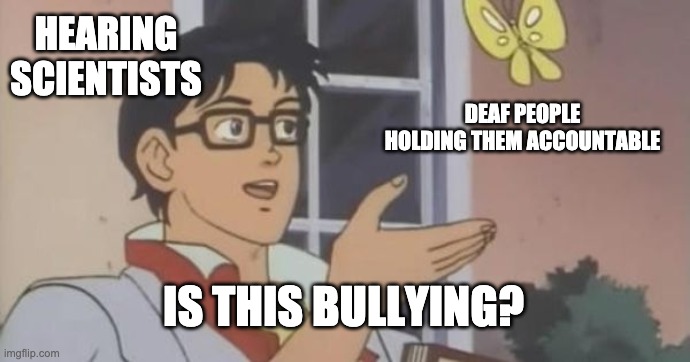 HEARING
SCIENTISTS
DEAF PEOPLE
HOLDING THEM ACCOUNTABLE
IS THIS BULLYING?
imgflip.com